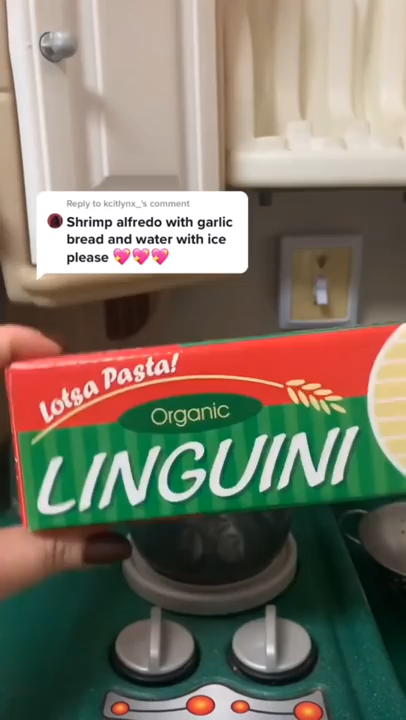 Reply to kcitlynx_'s comment
Shrimp alfredo with garlic
bread and water with ice
please 💖💖💖
Lotsa Pasta!
Organic
LINGUINI